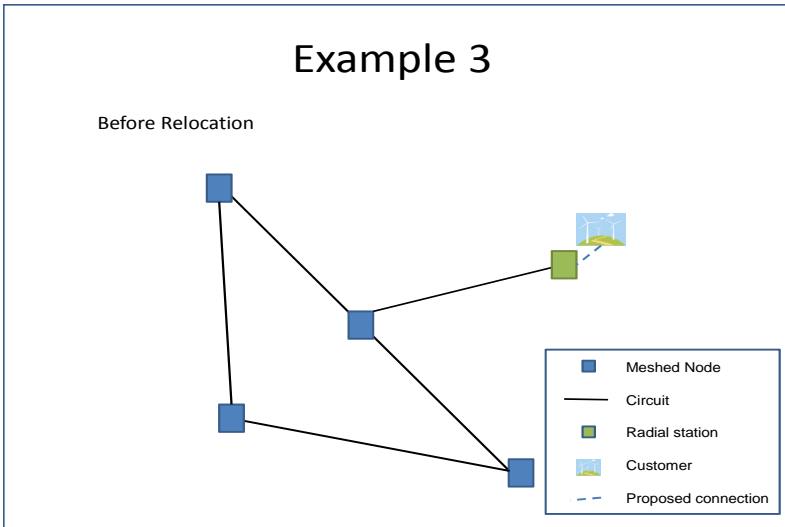 Example 3
Before Relocation
Meshed Node
Circuit
Radial station
Customer
Proposed connection